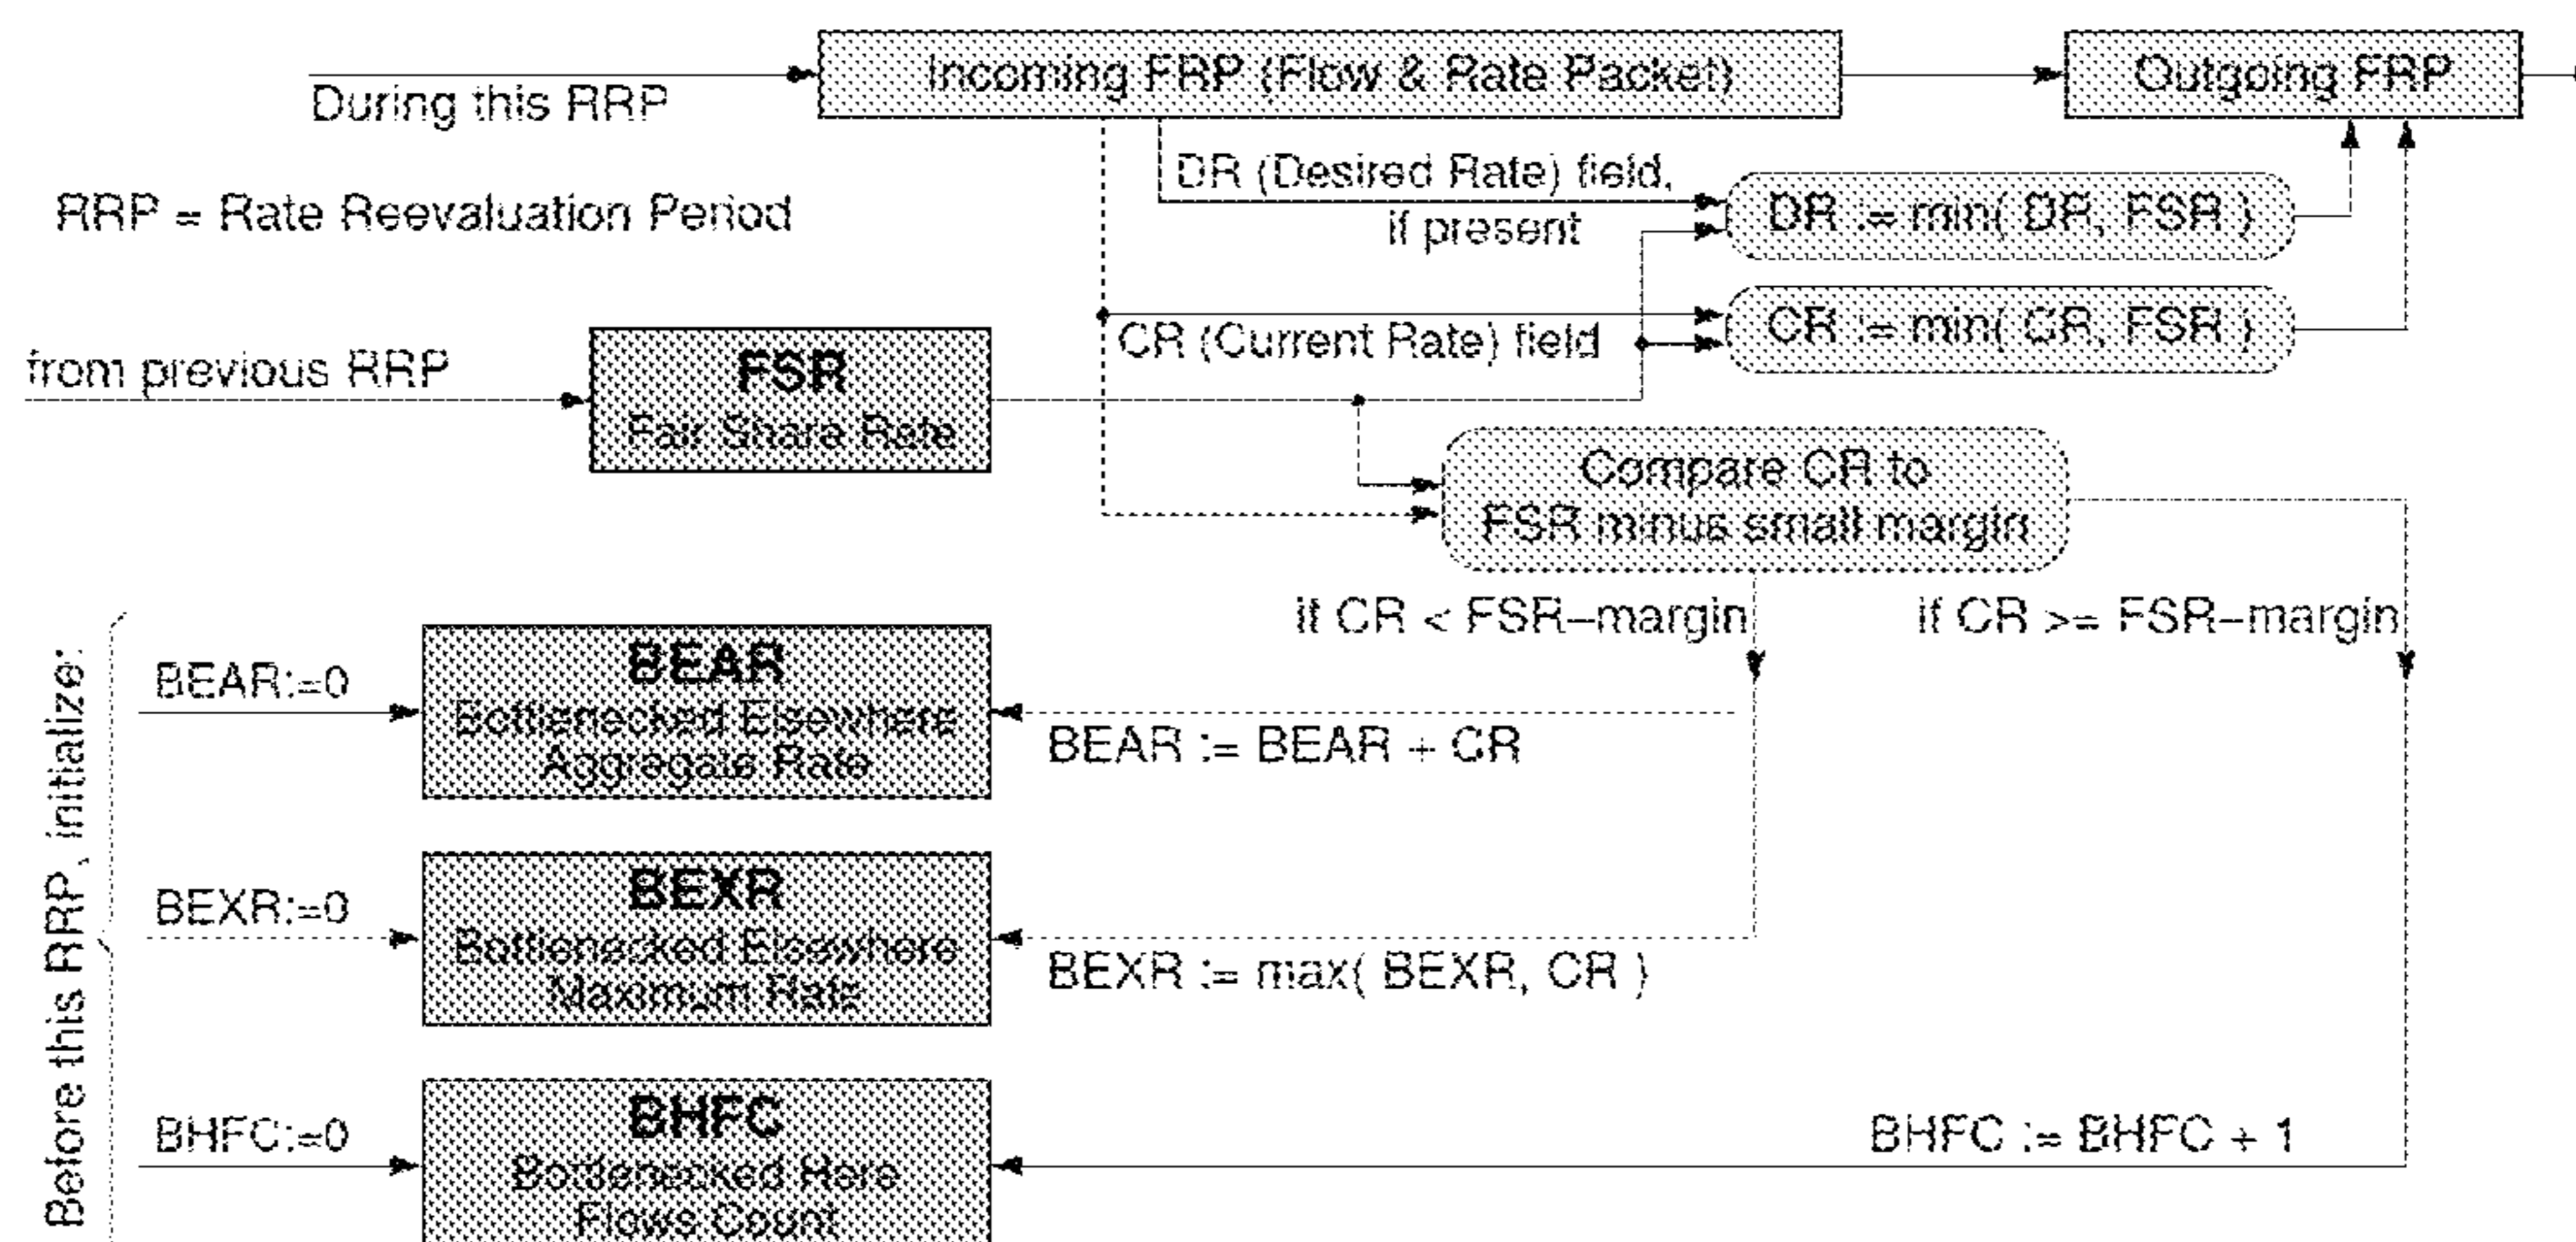 Incoming FRP (Flow & Rate Packet)
Outgoing FRP
During this RRP
DR (Desired Rate) field,
if present
RRP = Rate Reevaluation Period
DR := min( DR, FSR )
CR := min( CR, FSR )
CR (Current Rate) field
from previous RRP
FSR
Fair Share Rate
Compare CR to
FSR minus small margin
if CR < FSR–margin
if CR >= FSR–margin
Before this RRP, initialize:
BEAR:=0
BEAR
Bottlenecked Elsewhere
Aggregate Rate
BEAR := BEAR + CR
BEXR:=0
BEXR
Bottlenecked Elsewhere
Maximum Rate
BEXR := max( BEXR, CR )
BHFC:=0
BHFC
Bottlenecked Here
Flows Count
BHFC := BHFC + 1